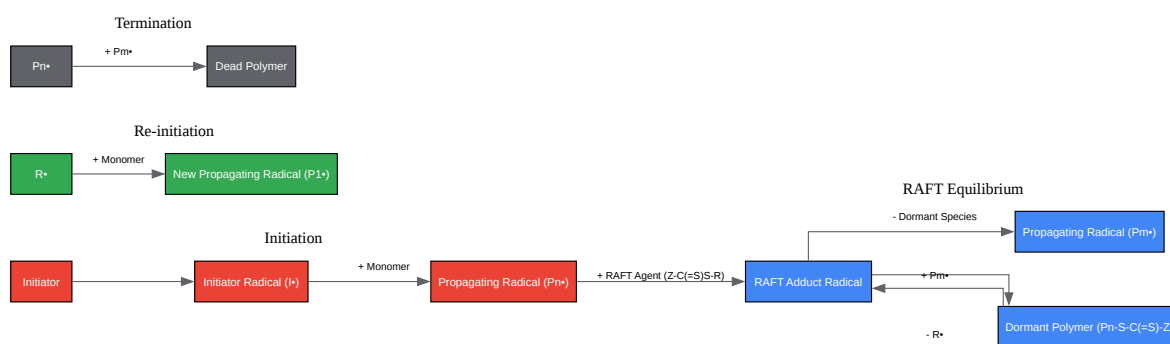 Termination
Pn•
+ Pm•
Dead Polymer
Re-initiation
R•
+ Monomer
New Propagating Radical (P1•)
Initiation
Initiator
Initiator Radical (I•)
+ Monomer
Propagating Radical (Pn•)
+ RAFT Agent (Z-C(=S)S-R)
RAFT Equilibrium
- Dormant Species
Propagating Radical (Pm•)
RAFT Adduct Radical
+ Pm•
Dormant Polymer (Pn-S-C(=S)-Z
- R•